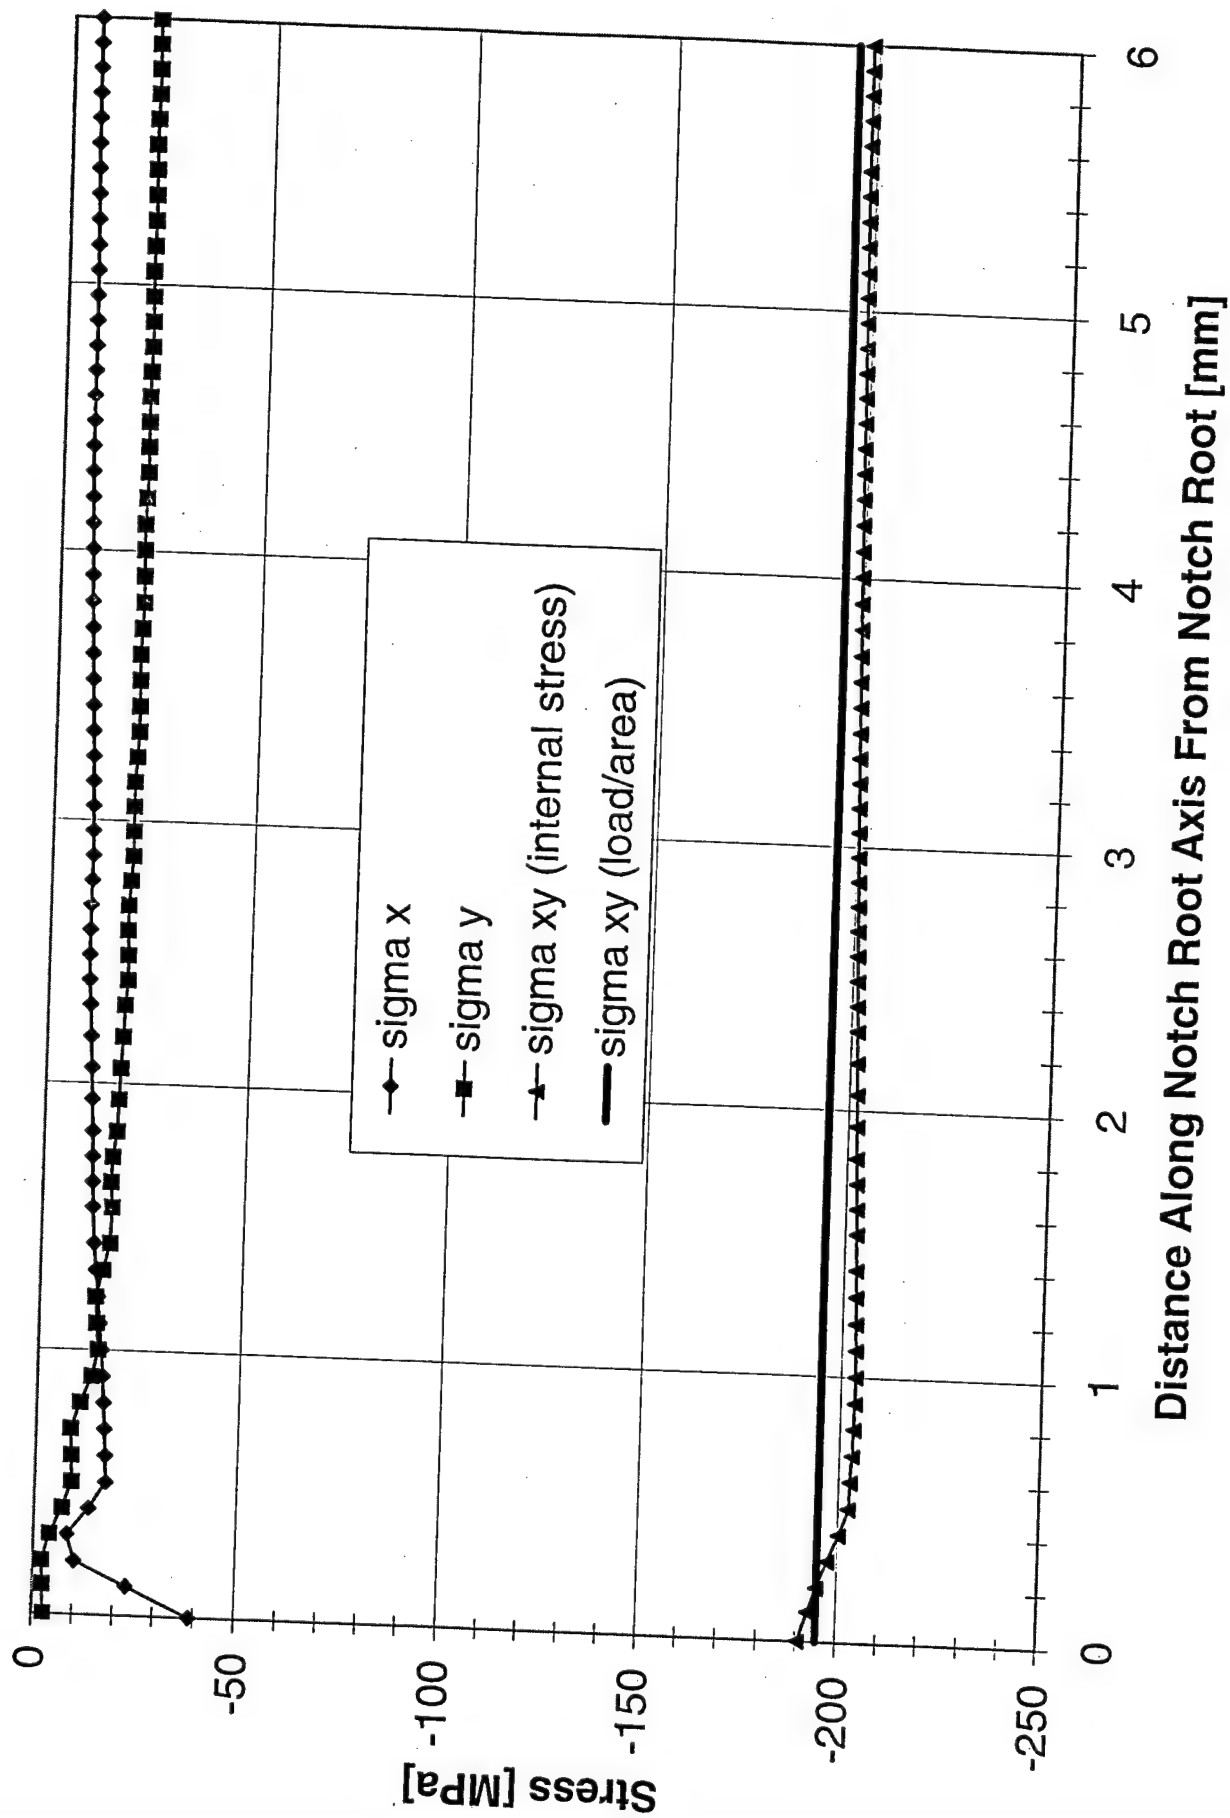 Stress [MPa]
0
-50
-100
-150
-200
-250
sigma x
sigma y
sigma xy (internal stress)
sigma xy (load/area)
0
1
2
3
4
5
6
Distance Along Notch Root Axis From Notch Root [mm]